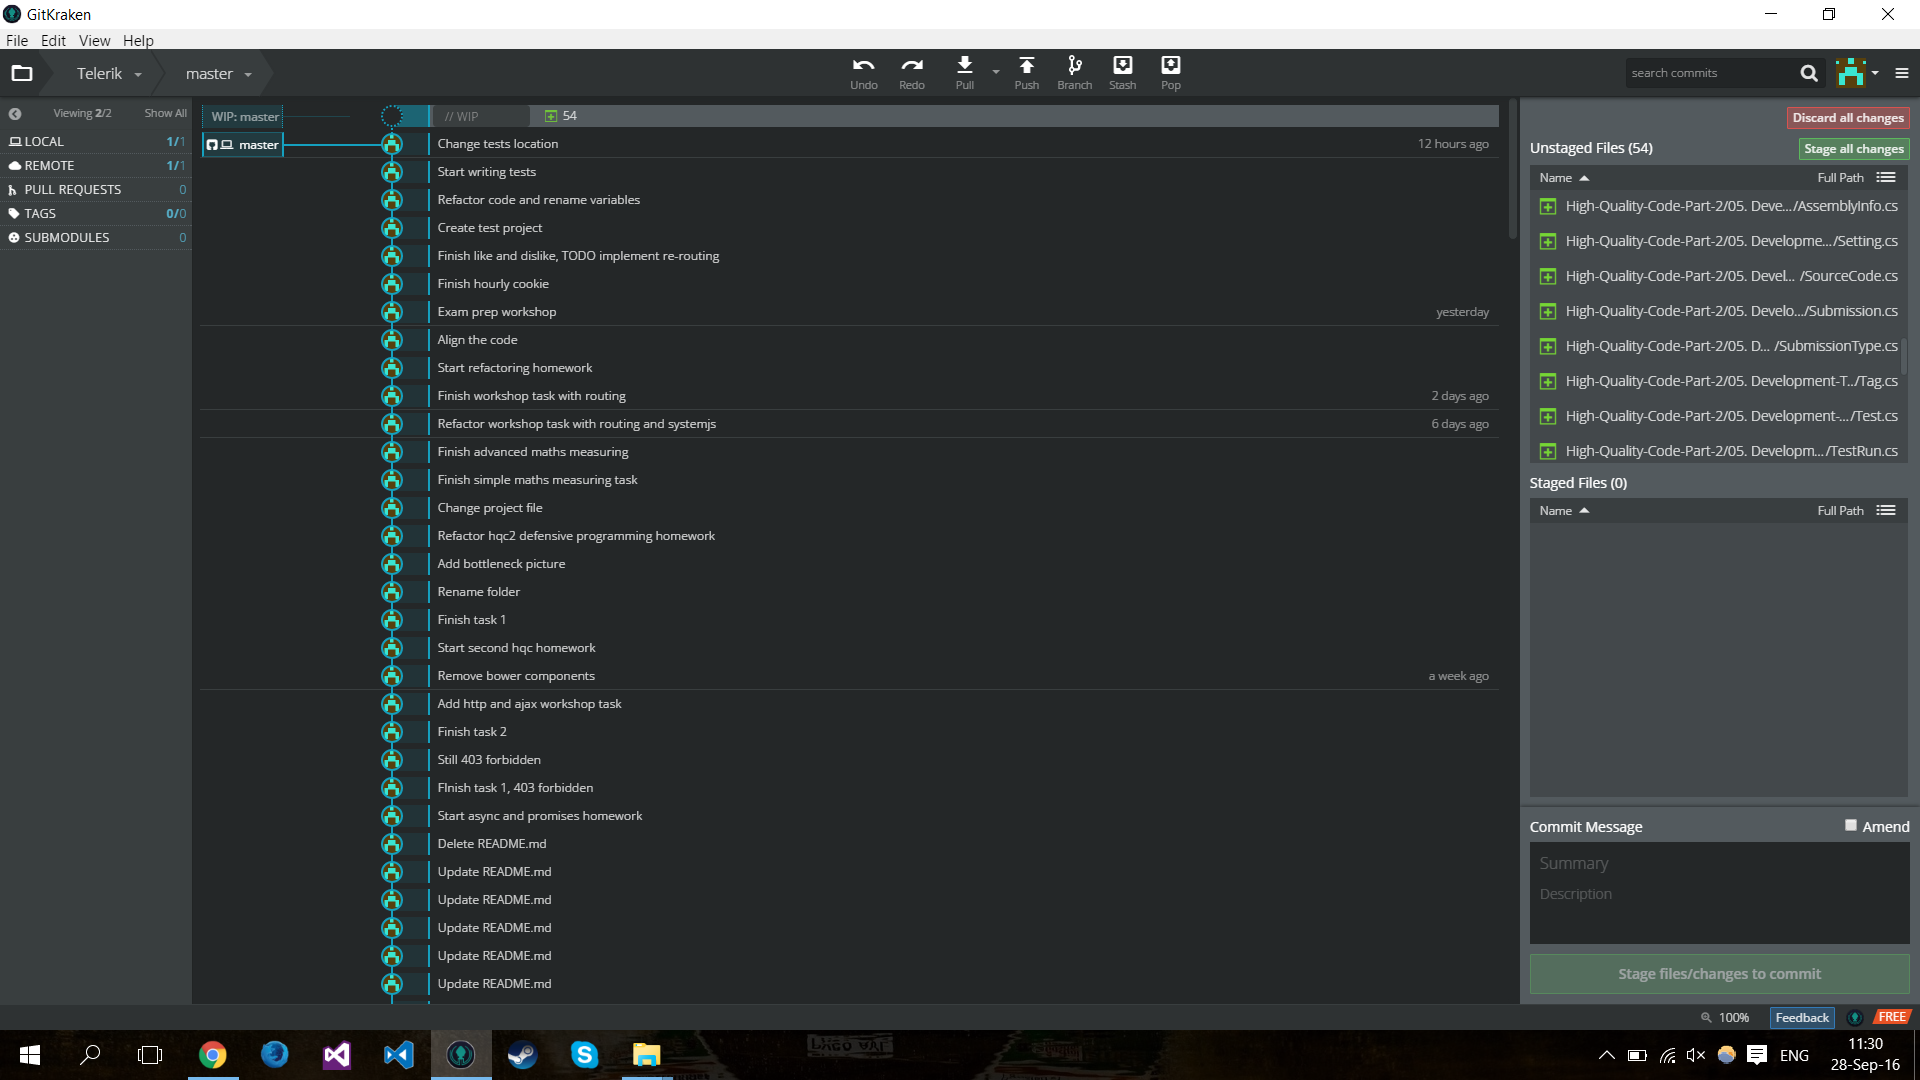 GitKraken
File Edit View Help
Telerik master Undo Redo Pull Push Branch Stash Pop search commits
Viewing 2/2 Show All
LOCAL 1/1
REMOTE 1/1
PULL REQUESTS 0
TAGS 0/0
SUBMODULES 0
WIP: master // WIP 54
master Change tests location 12 hours ago
Start writing tests
Refactor code and rename variables
Create test project
Finish like and dislike, TODO implement re-routing
Finish hourly cookie
Exam prep workshop yesterday
Align the code
Start refactoring homework
Finish workshop task with routing 2 days ago
Refactor workshop task with routing and systemjs 6 days ago
Finish advanced maths measuring
Finish simple maths measuring task
Change project file
Refactor hqc2 defensive programming homework
Add bottleneck picture
Rename folder
Finish task 1
Start second hqc homework
Remove bower components a week ago
Add http and ajax workshop task
Finish task 2
Still 403 forbidden
FInish task 1, 403 forbidden
Start async and promises homework
Delete README.md
Update README.md
Update README.md
Update README.md
Update README.md
Update README.md
Discard all changes
Unstaged Files (54) Stage all changes
Name Full Path
High-Quality-Code-Part-2/05. Deve.../AssemblyInfo.cs
High-Quality-Code-Part-2/05. Developme.../Setting.cs
High-Quality-Code-Part-2/05. Devel... /SourceCode.cs
High-Quality-Code-Part-2/05. Develo.../Submission.cs
High-Quality-Code-Part-2/05. D... /SubmissionType.cs
High-Quality-Code-Part-2/05. Development-T../Tag.cs
High-Quality-Code-Part-2/05. Development-.../Test.cs
High-Quality-Code-Part-2/05. Developm.../TestRun.cs
Staged Files (0)
Name Full Path
Commit Message Amend
Summary
Description
Stage files/changes to commit
100% Feedback FREE
ENG 11:30
28-Sep-16